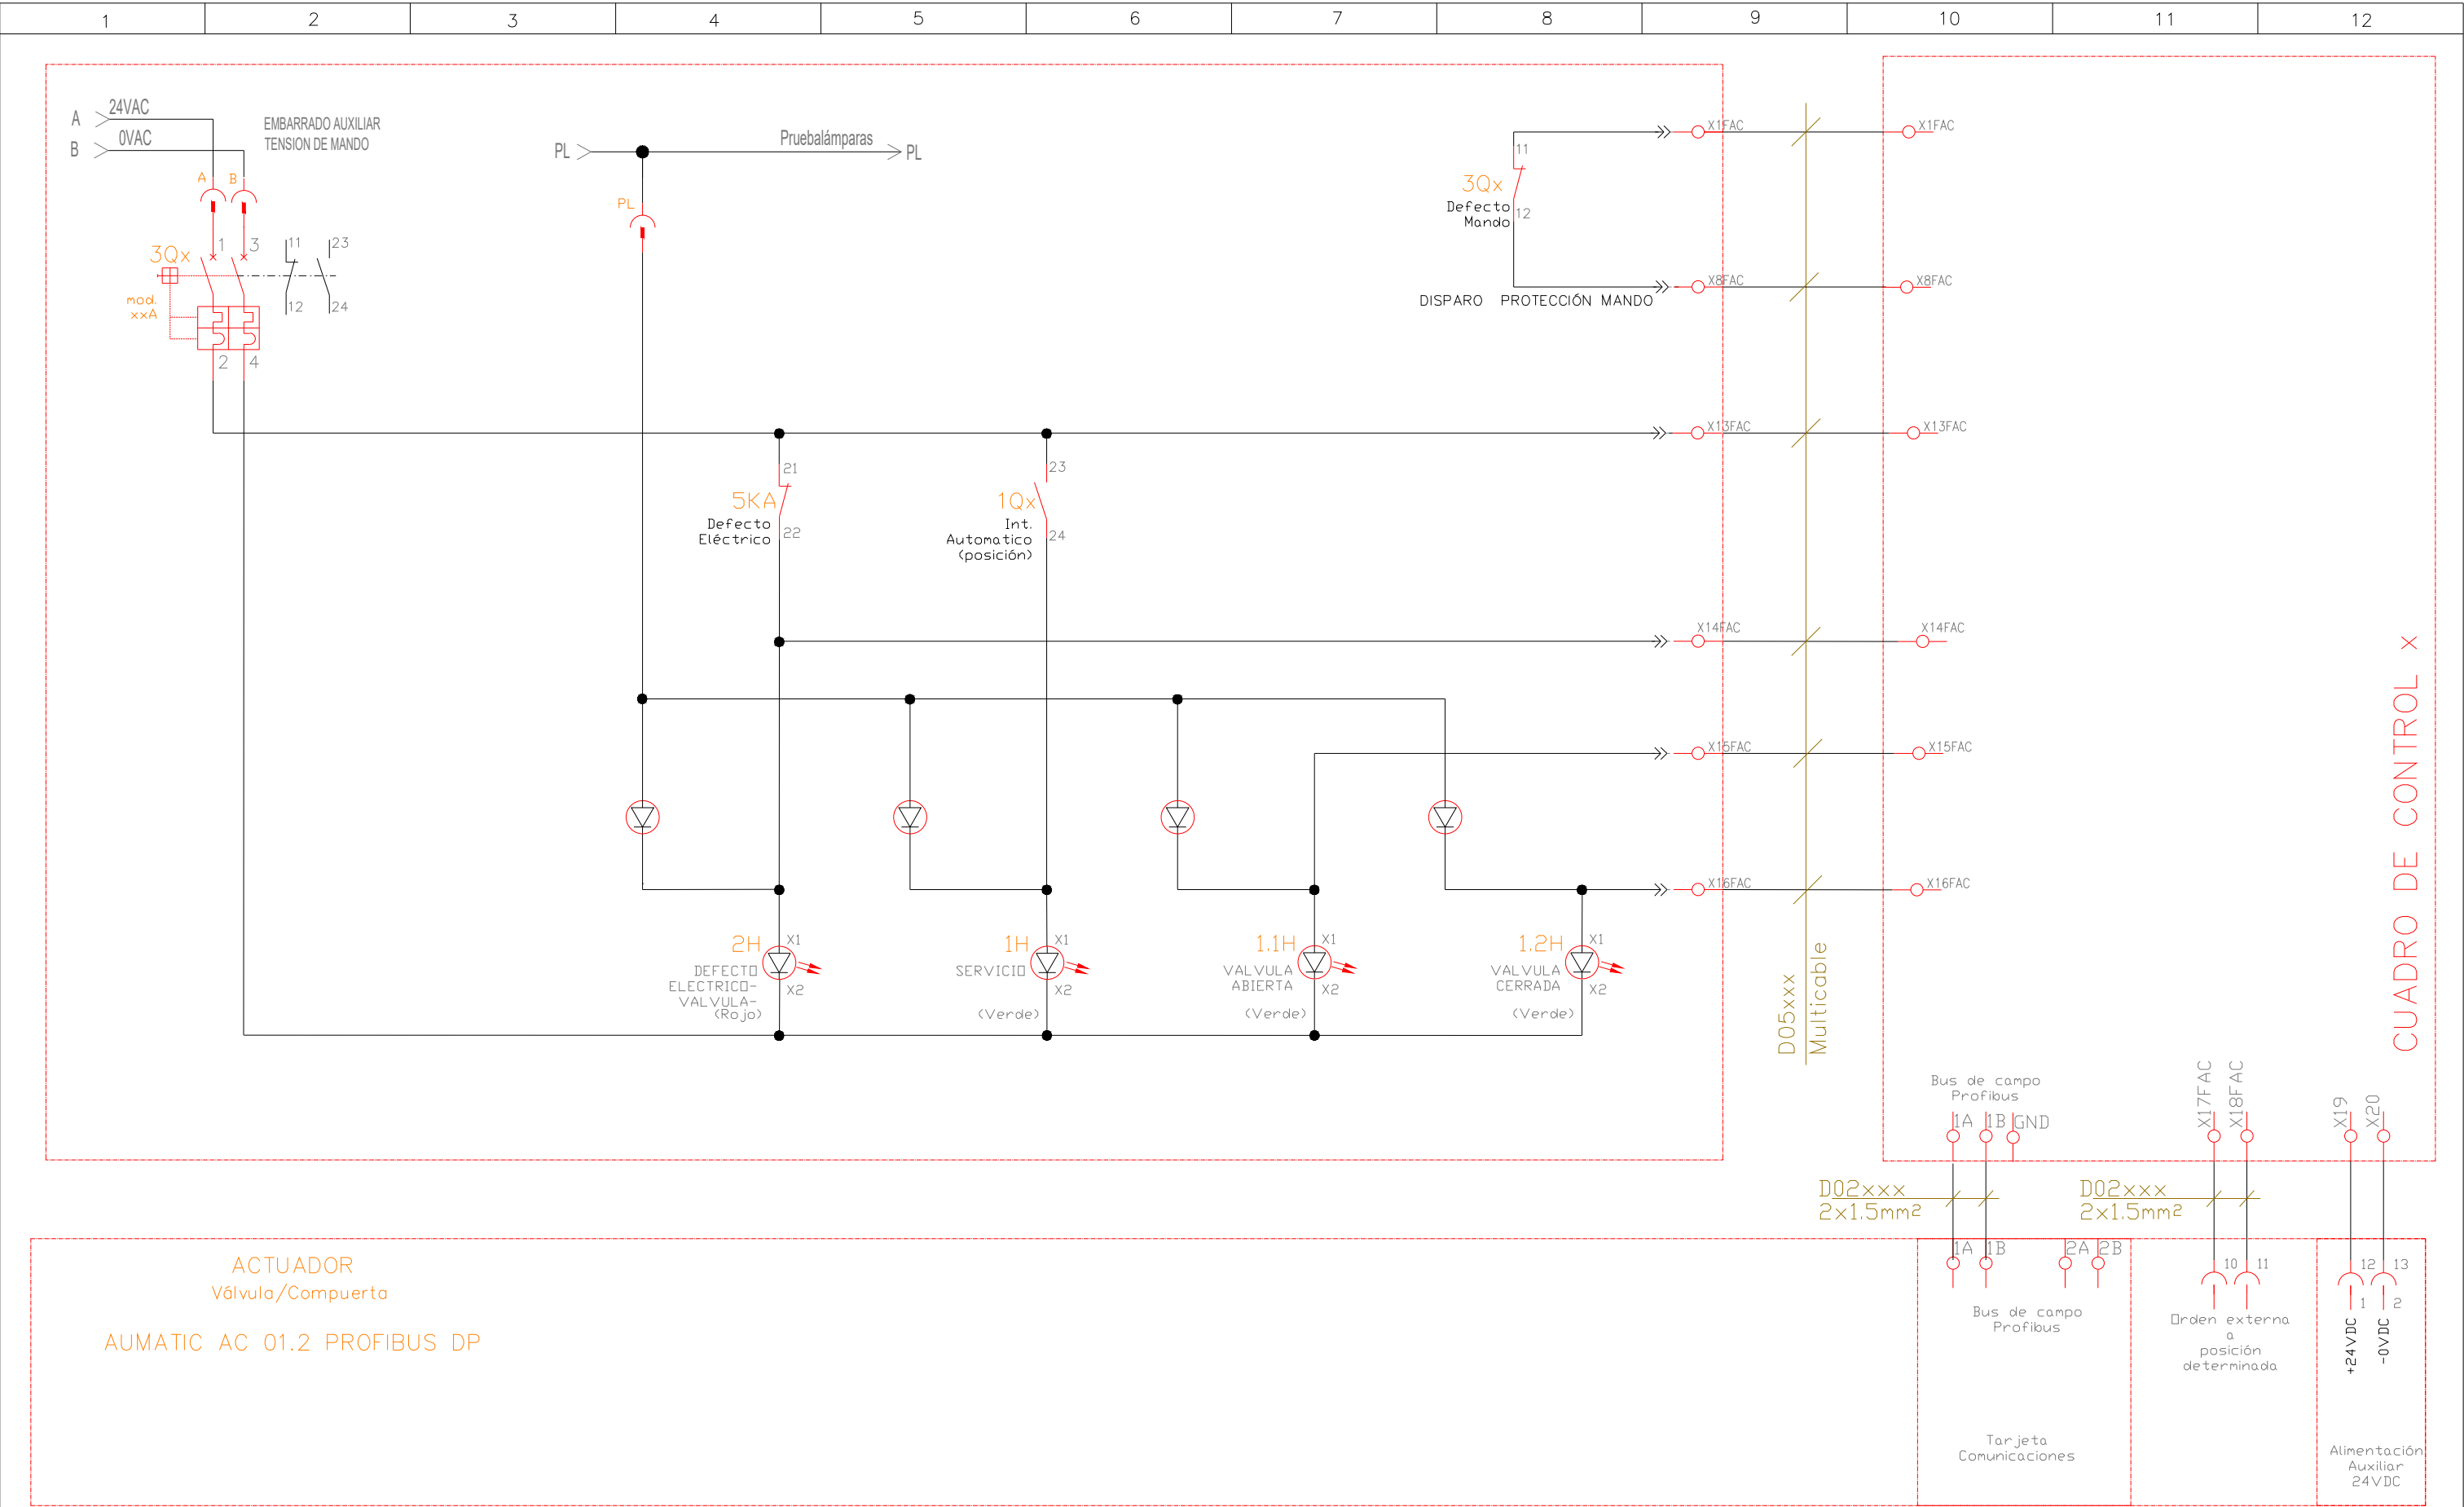 1 2 3 4 5 6 7 8 9 10 11 12
A 24VAC
B 0VAC
EMBARRADO AUXILIAR
TENSION DE MANDO
A B
3Qx
1 3
11 23
mod.
xxA
12 24
2 4
PL Pruebalámparas PL
PL
11
3Qx
Defecto
Mando
12
DISPARO PROTECCIÓN MANDO
X1FAC X1FAC
X8FAC X8FAC
X13FAC X13FAC
21
5KA
Defecto
Eléctrico
22
23
1Qx
Int.
Automatico
(posición)
24
X14FAC X14FAC
X15FAC X15FAC
X16FAC X16FAC
2H X1
DEFECTO
ELECTRICO-
VALVULA-
(Rojo)
X2
1H X1
SERVICIO
X2
(Verde)
1.1H X1
VALVULA
ABIERTA
X2
(Verde)
1.2H X1
VALVULA
CERRADA
X2
(Verde)
D05xxx
Multicable
CUADRO DE CONTROL x
Bus de campo
Profibus
1A 1B GND
X17FAC
X18FAC
X19
X20
D02xxx
2x1.5mm²
D02xxx
2x1.5mm²
ACTUADOR
Válvula/Compuerta
AUMATIC AC 01.2 PROFIBUS DP
1A 1B 2A 2B
Bus de campo
Profibus
Tarjeta
Comunicaciones
10 11
Orden externa
a
posición
determinada
12 13
1 2
+24VDC
-0VDC
Alimentación
Auxiliar
24VDC